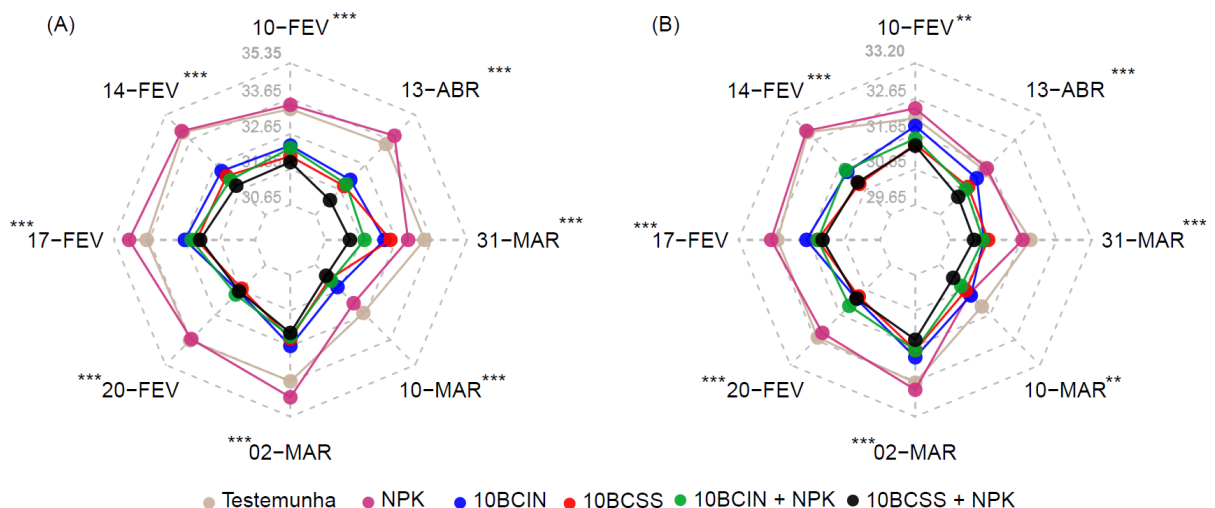 (A)
10−FEV ***
35.35
14−FEV ***
13−ABR ***
33.65
32.65
30.65
*** 17−FEV
*** 31−MAR
*** 20−FEV
10−MAR ***
*** 02−MAR
(B)
10−FEV **
33.20
14−FEV ***
13−ABR ***
32.65
31.65
29.65
*** 17−FEV
31−MAR ***
*** 20−FEV
10−MAR **
*** 02−MAR
Testemunha NPK 10BCIN 10BCSS 10BCIN + NPK 10BCSS + NPK